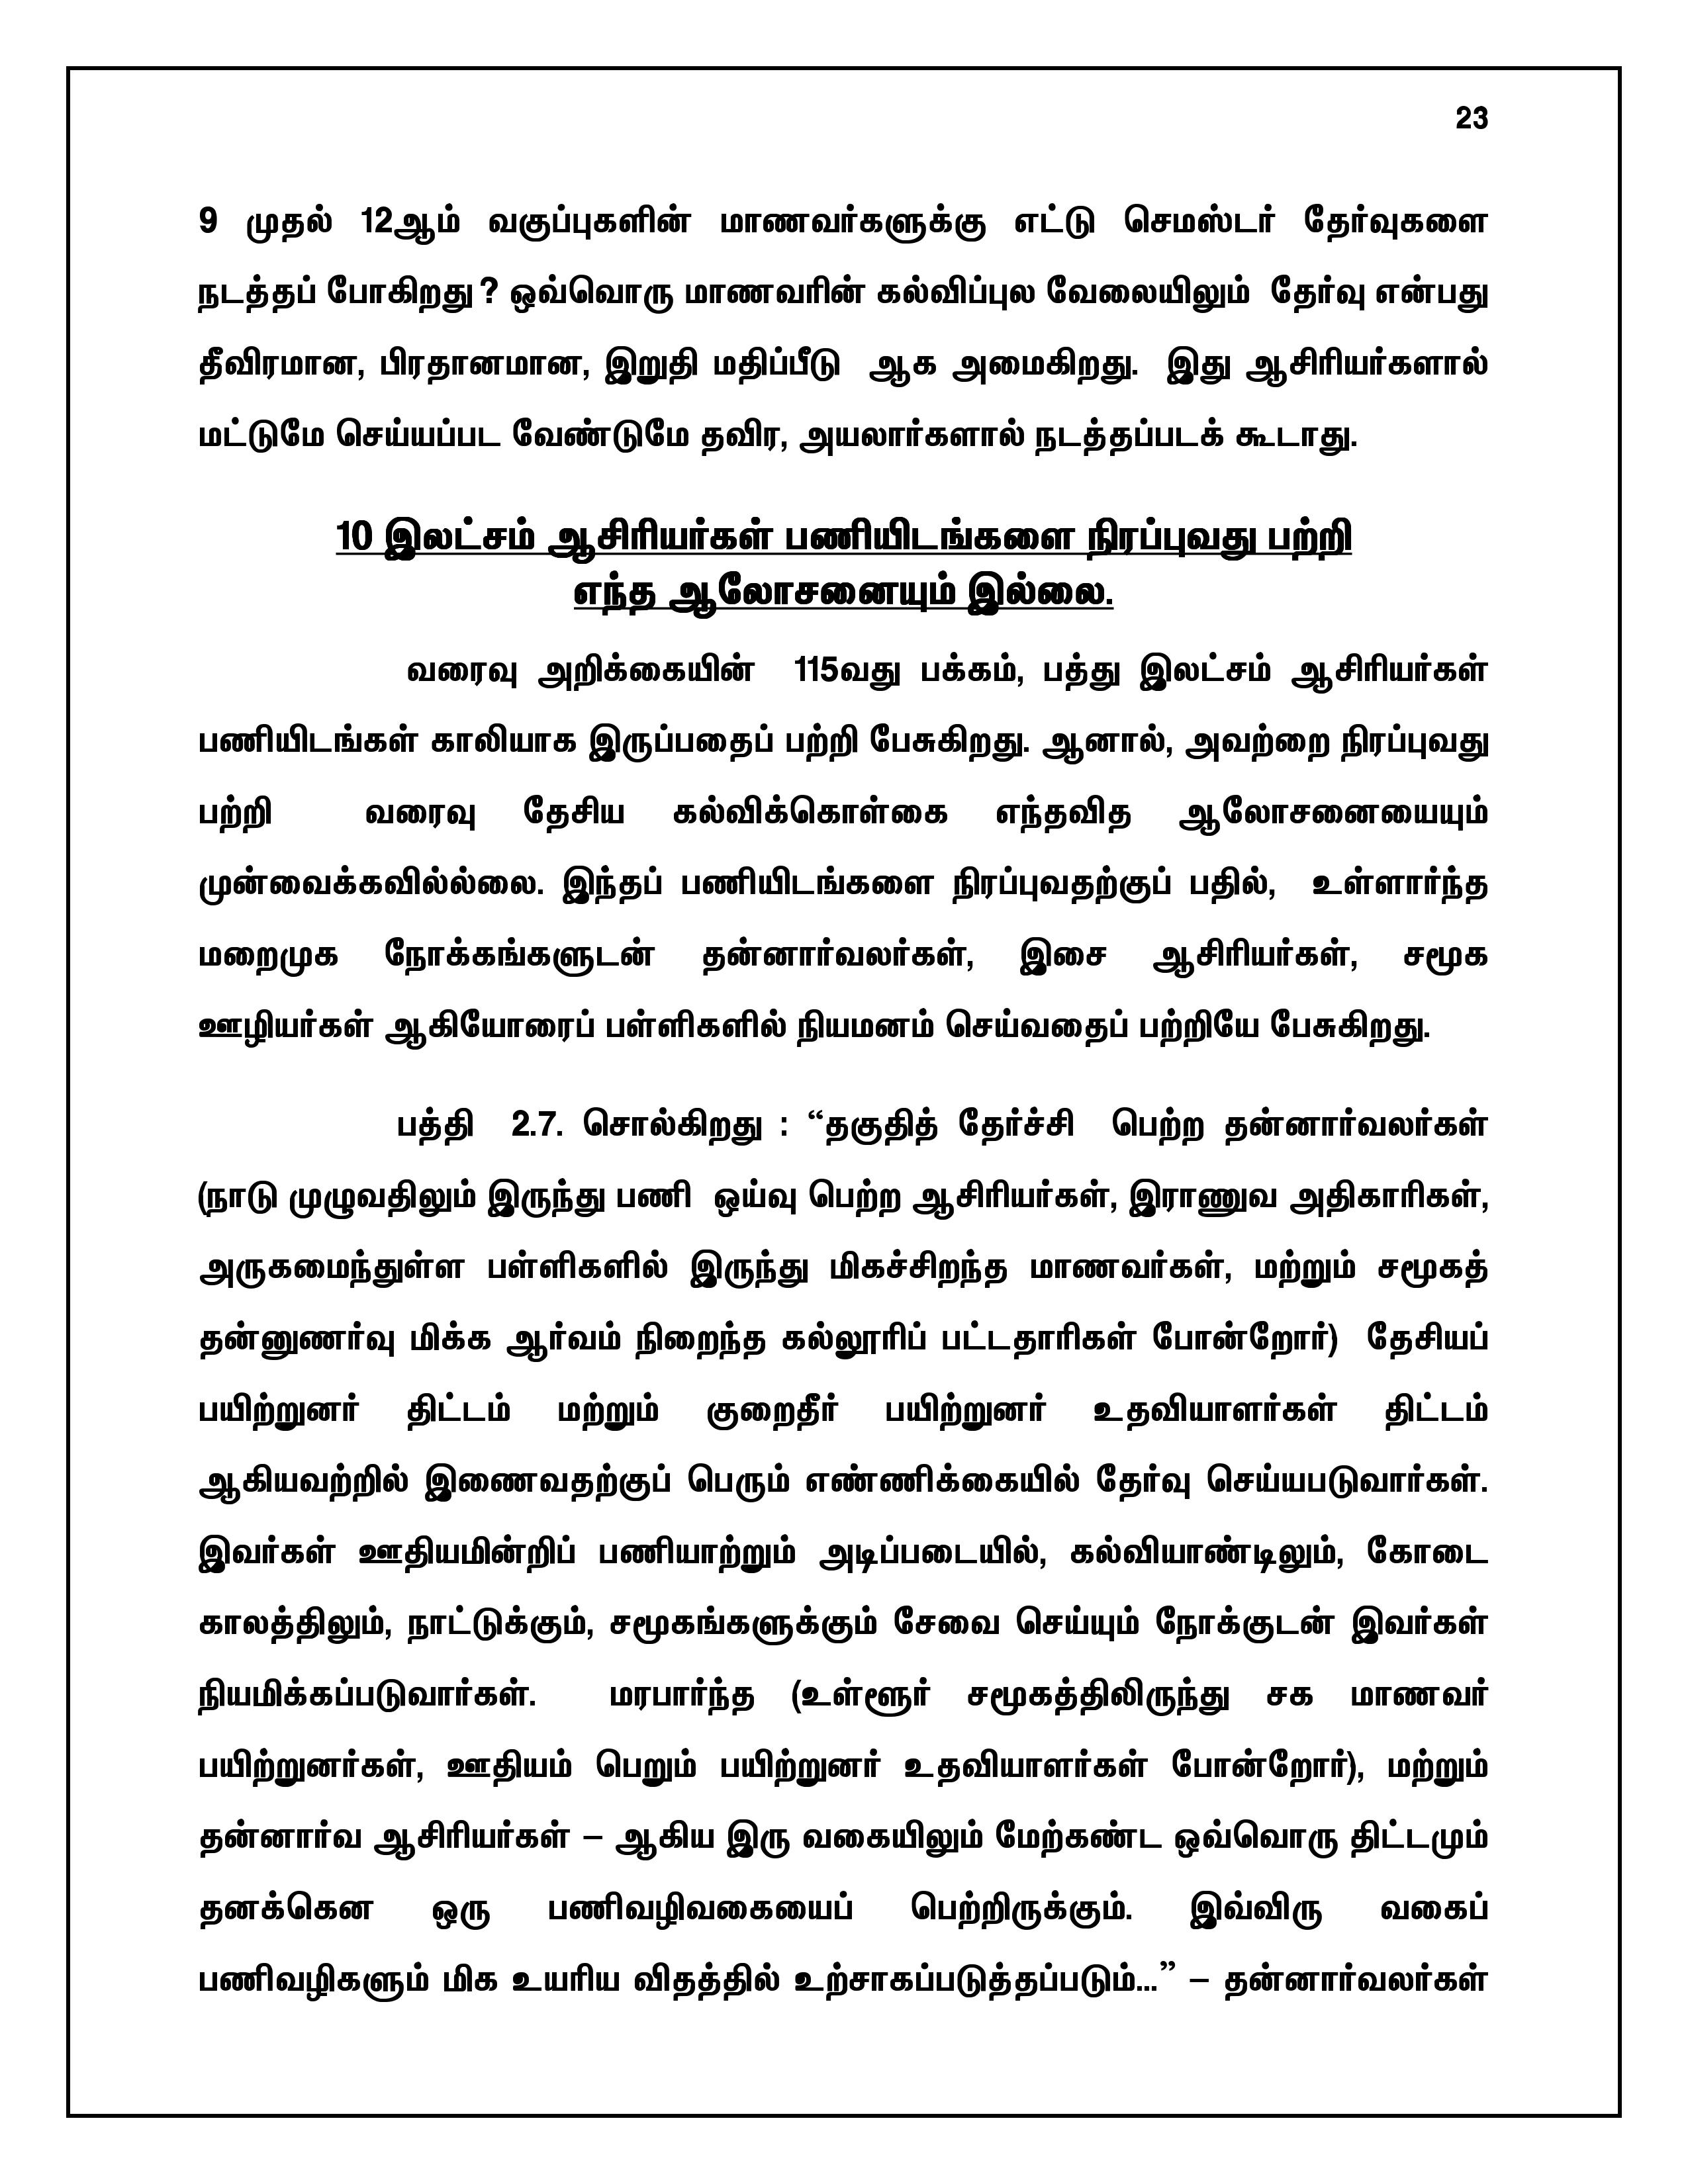 23
9 முதல் 12ஆம் வகுப்புகளின் மாணவர்களுக்கு எட்டு செமஸ்டர் தேர்வுகளை
நடத்தப் போகிறது ? ஒவ்வொரு மாணவரின் கல்விப்புல வேலையிலும் தேர்வு என்பது
தீவிரமான, பிரதானமான, இறுதி மதிப்பீடு ஆக அமைகிறது. இது ஆசிரியர்களால்
மட்டுமே செய்யப்பட வேண்டுமே தவிர, அயலார்களால் நடத்தப்படக் கூடாது.
10 இலட்சம் ஆசிரியர்கள் பணியிடங்களை நிரப்புவது பற்றி
எந்த ஆலோசனையும் இல்லை.
வரைவு அறிக்கையின் 115வது பக்கம், பத்து இலட்சம் ஆசிரியர்கள்
பணியிடங்கள் காலியாக இருப்பதைப் பற்றி பேசுகிறது. ஆனால், அவற்றை நிரப்புவது
பற்றி வரைவு தேசிய கல்விக்கொள்கை எந்தவித ஆலோசனையையும்
முன்வைக்கவில்ல்லை. இந்தப் பணியிடங்களை நிரப்புவதற்குப் பதில், உள்ளார்ந்த
மறைமுக நோக்கங்களுடன் தன்னார்வலர்கள், இசை ஆசிரியர்கள், சமூக
ஊழியர்கள் ஆகியோரைப் பள்ளிகளில் நியமனம் செய்வதைப் பற்றியே பேசுகிறது.
பத்தி 2.7. சொல்கிறது : “தகுதித் தேர்ச்சி பெற்ற தன்னார்வலர்கள்
(நாடு முழுவதிலும் இருந்து பணி ஒய்வு பெற்ற ஆசிரியர்கள், இராணுவ அதிகாரிகள்,
அருகமைந்துள்ள பள்ளிகளில் இருந்து மிகச்சிறந்த மாணவர்கள், மற்றும் சமூகத்
தன்னுணர்வு மிக்க ஆர்வம் நிறைந்த கல்லூரிப் பட்டதாரிகள் போன்றோர்) தேசியப்
பயிற்றுனர் திட்டம் மற்றும் குறைதீர் பயிற்றுனர் உதவியாளர்கள் திட்டம்
ஆகியவற்றில் இணைவதற்குப் பெரும் எண்ணிக்கையில் தேர்வு செய்யபடுவார்கள்.
இவர்கள் ஊதியமின்றிப் பணியாற்றும் அடிப்படையில், கல்வியாண்டிலும், கோடை
காலத்திலும், நாட்டுக்கும், சமூகங்களுக்கும் சேவை செய்யும் நோக்குடன் இவர்கள்
நியமிக்கப்படுவார்கள். மரபார்ந்த (உள்ளூர் சமூகத்திலிருந்து சக மாணவர்
பயிற்றுனர்கள், ஊதியம் பெறும் பயிற்றுனர் உதவியாளர்கள் போன்றோர்), மற்றும்
தன்னார்வ ஆசிரியர்கள் – ஆகிய இரு வகையிலும் மேற்கண்ட ஒவ்வொரு திட்டமும்
தனக்கென ஒரு பணிவழிவகையைப் பெற்றிருக்கும். இவ்விரு வகைப்
பணிவழிகளும் மிக உயரிய விதத்தில் உற்சாகப்படுத்தப்படும்...” – தன்னார்வலர்கள்